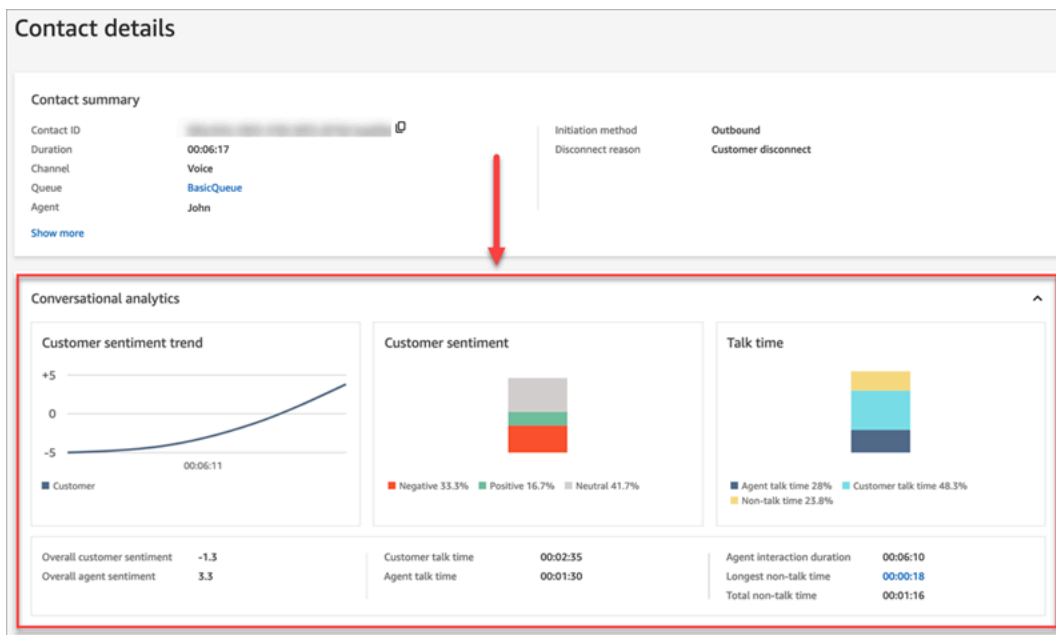 Contact details
Contact summary
Contact ID
Duration 00:06:17
Channel Voice
Queue BasicQueue
Agent John
Show more
Initiation method Outbound
Disconnect reason Customer disconnect
Conversational analytics
Customer sentiment trend
+5
0
-5
00:06:11
Customer
Customer sentiment
Negative 33.3% Positive 16.7% Neutral 41.7%
Talk time
Agent talk time 28% Customer talk time 48.3%
Non-talk time 23.8%
Overall customer sentiment -1.3
Overall agent sentiment 3.3
Customer talk time 00:02:35
Agent talk time 00:01:30
Agent interaction duration 00:06:10
Longest non-talk time 00:00:18
Total non-talk time 00:01:16